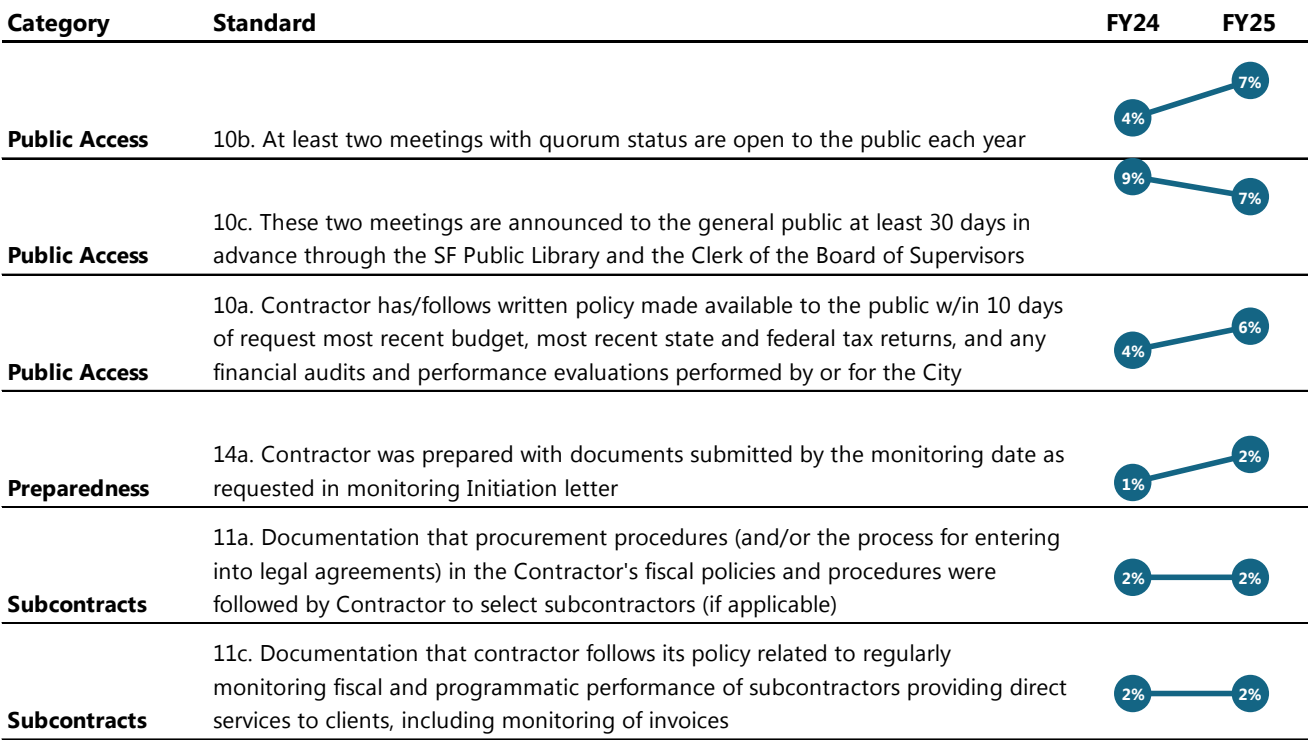 Category Standard FY24 FY25
4% 7%
Public Access 10b. At least two meetings with quorum status are open to the public each year
9% 7%
10c. These two meetings are announced to the general public at least 30 days in
Public Access advance through the SF Public Library and the Clerk of the Board of Supervisors
10a. Contractor has/follows written policy made available to the public w/in 10 days
of request most recent budget, most recent state and federal tax returns, and any
4% 6%
Public Access financial audits and performance evaluations performed by or for the City
14a. Contractor was prepared with documents submitted by the monitoring date as
1% 2%
Preparedness requested in monitoring Initiation letter
11a. Documentation that procurement procedures (and/or the process for entering
into legal agreements) in the Contractor's fiscal policies and procedures were
2% 2%
Subcontracts followed by Contractor to select subcontractors (if applicable)
11c. Documentation that contractor follows its policy related to regularly
monitoring fiscal and programmatic performance of subcontractors providing direct
2% 2%
Subcontracts services to clients, including monitoring of invoices